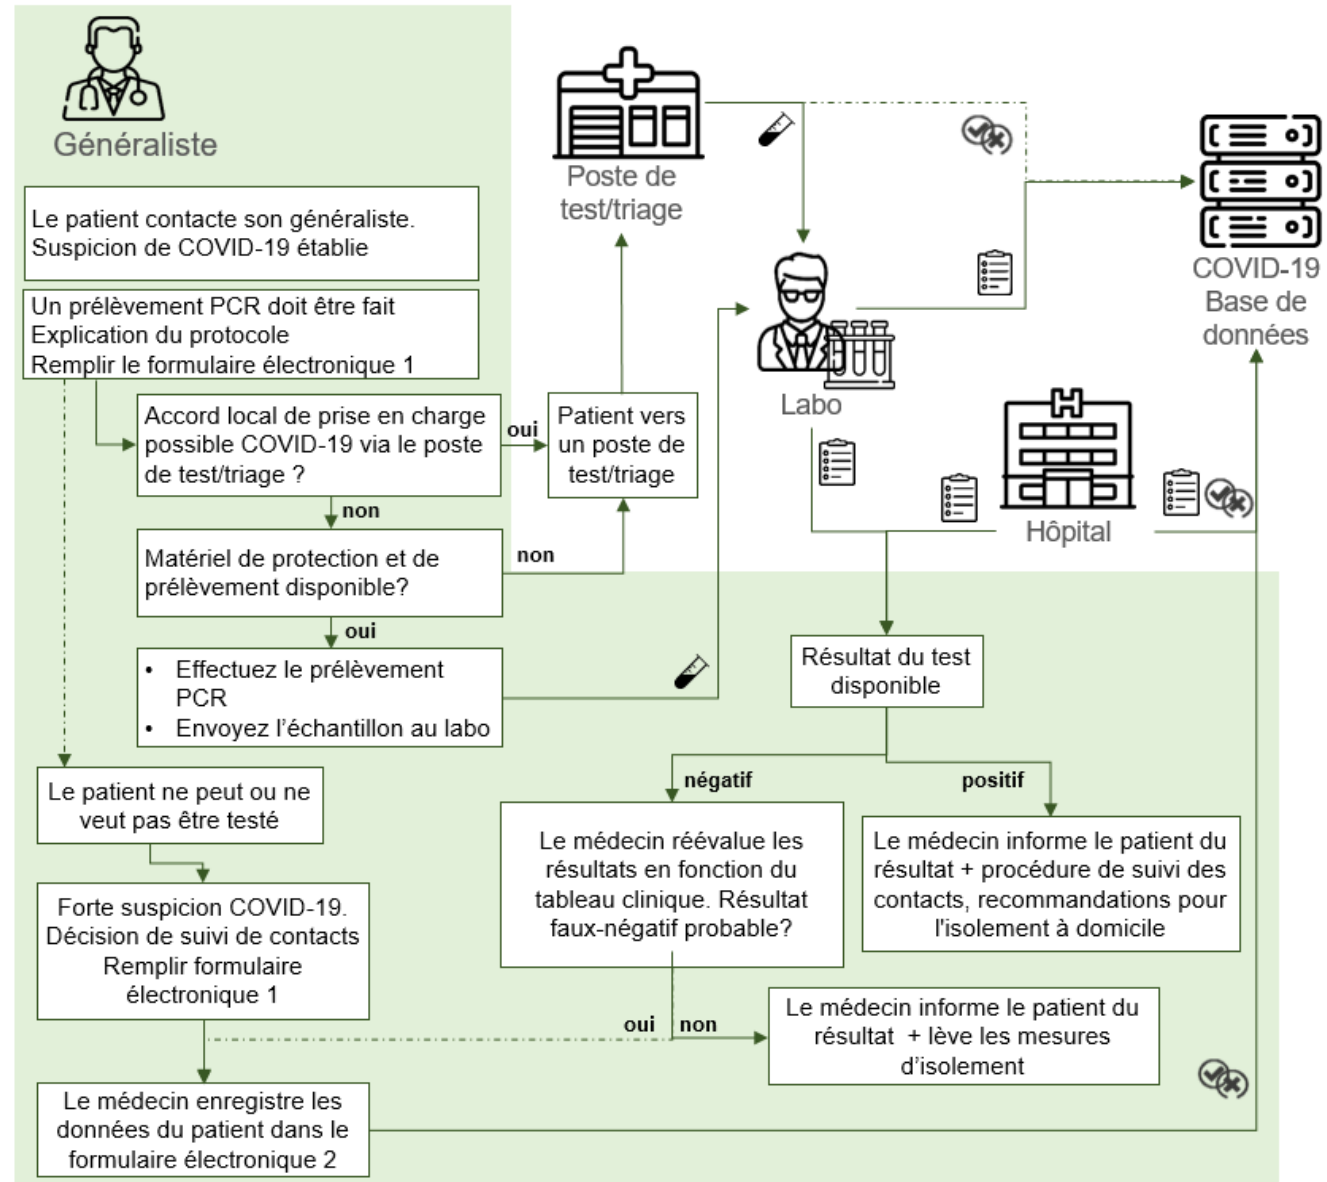 Généraliste
Le patient contacte son généraliste.
Suspicion de COVID-19 établie
Un prélèvement PCR doit être fait
Explication du protocole
Remplir le formulaire électronique 1
Accord local de prise en charge
possible COVID-19 via le poste
de test/triage ?
oui
Patient vers
un poste de
test/triage
Poste de
test/triage
non
Matériel de protection et de
prélèvement disponible?
non
oui
• Effectuez le prélèvement
PCR
• Envoyez l'échantillon au labo
Labo
H
Hôpital
COVID-19
Base de
données
Résultat du test
disponible
négatif
positif
Le patient ne peut ou ne
veut pas être testé
Forte suspicion COVID-19.
Décision de suivi de contacts
Remplir formulaire
électronique 1
Le médecin réévalue les
résultats en fonction du
tableau clinique. Résultat
faux-négatif probable?
Le médecin informe le patient du
résultat + procédure de suivi des
contacts, recommandations pour
l'isolement à domicile
oui
non
Le médecin informe le patient du
résultat + lève les mesures
d'isolement
Le médecin enregistre les
données du patient dans le
formulaire électronique 2